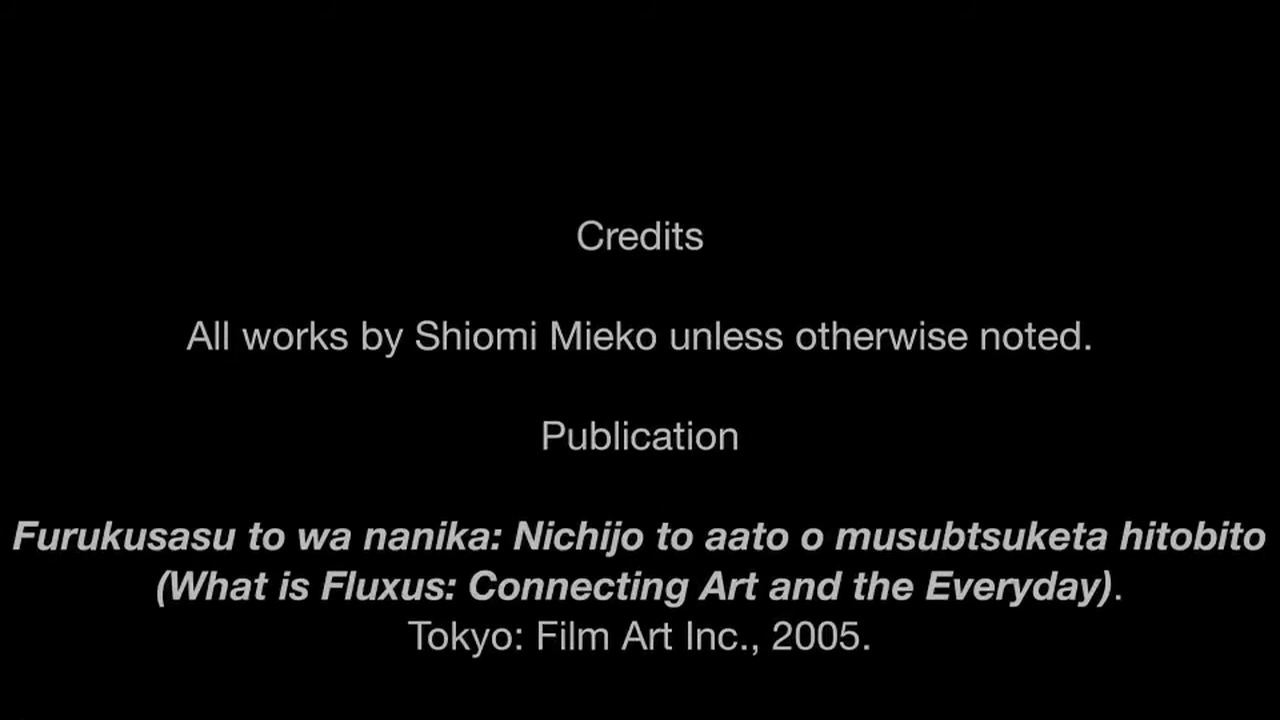 Credits
All works by Shiomi Mieko unless otherwise noted.
Publication
Furukusasu to wa nanika: Nichijo to aato o musubtsuketa hitobito
(What is Fluxus: Connecting Art and the Everyday).
Tokyo: Film Art Inc., 2005.